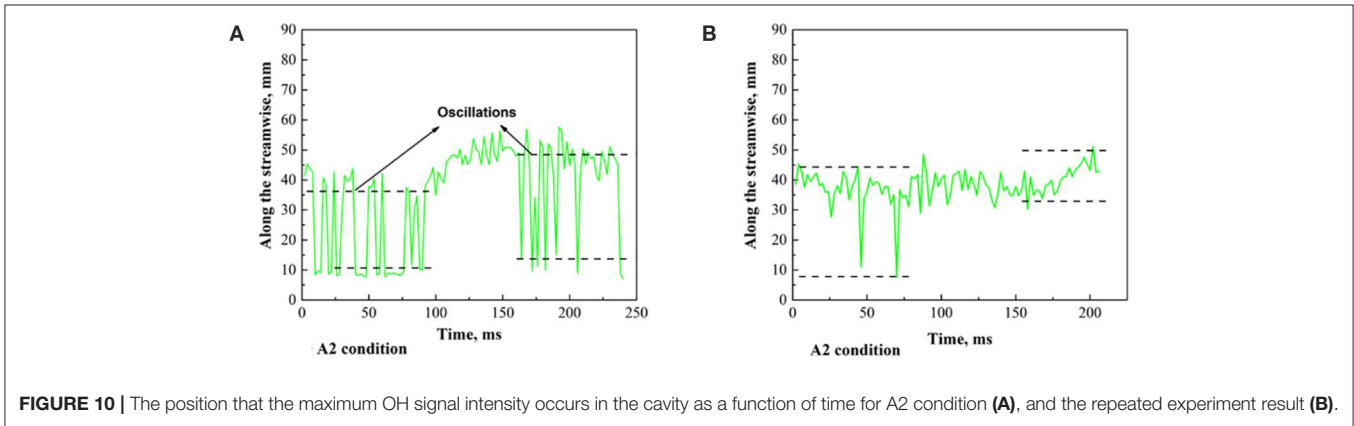 A
90
80
70
60
50
40
30
20
10
0
Along the streamwise, mm
Oscillations
0 50 100 150 200 250
Time, ms
A2 condition
B
90
80
70
60
50
40
30
20
10
0
Along the streamwise, mm
0 50 100 150 200
Time, ms
A2 condition
FIGURE 10 | The position that the maximum OH signal intensity occurs in the cavity as a function of time for A2 condition (A), and the repeated experiment result (B).